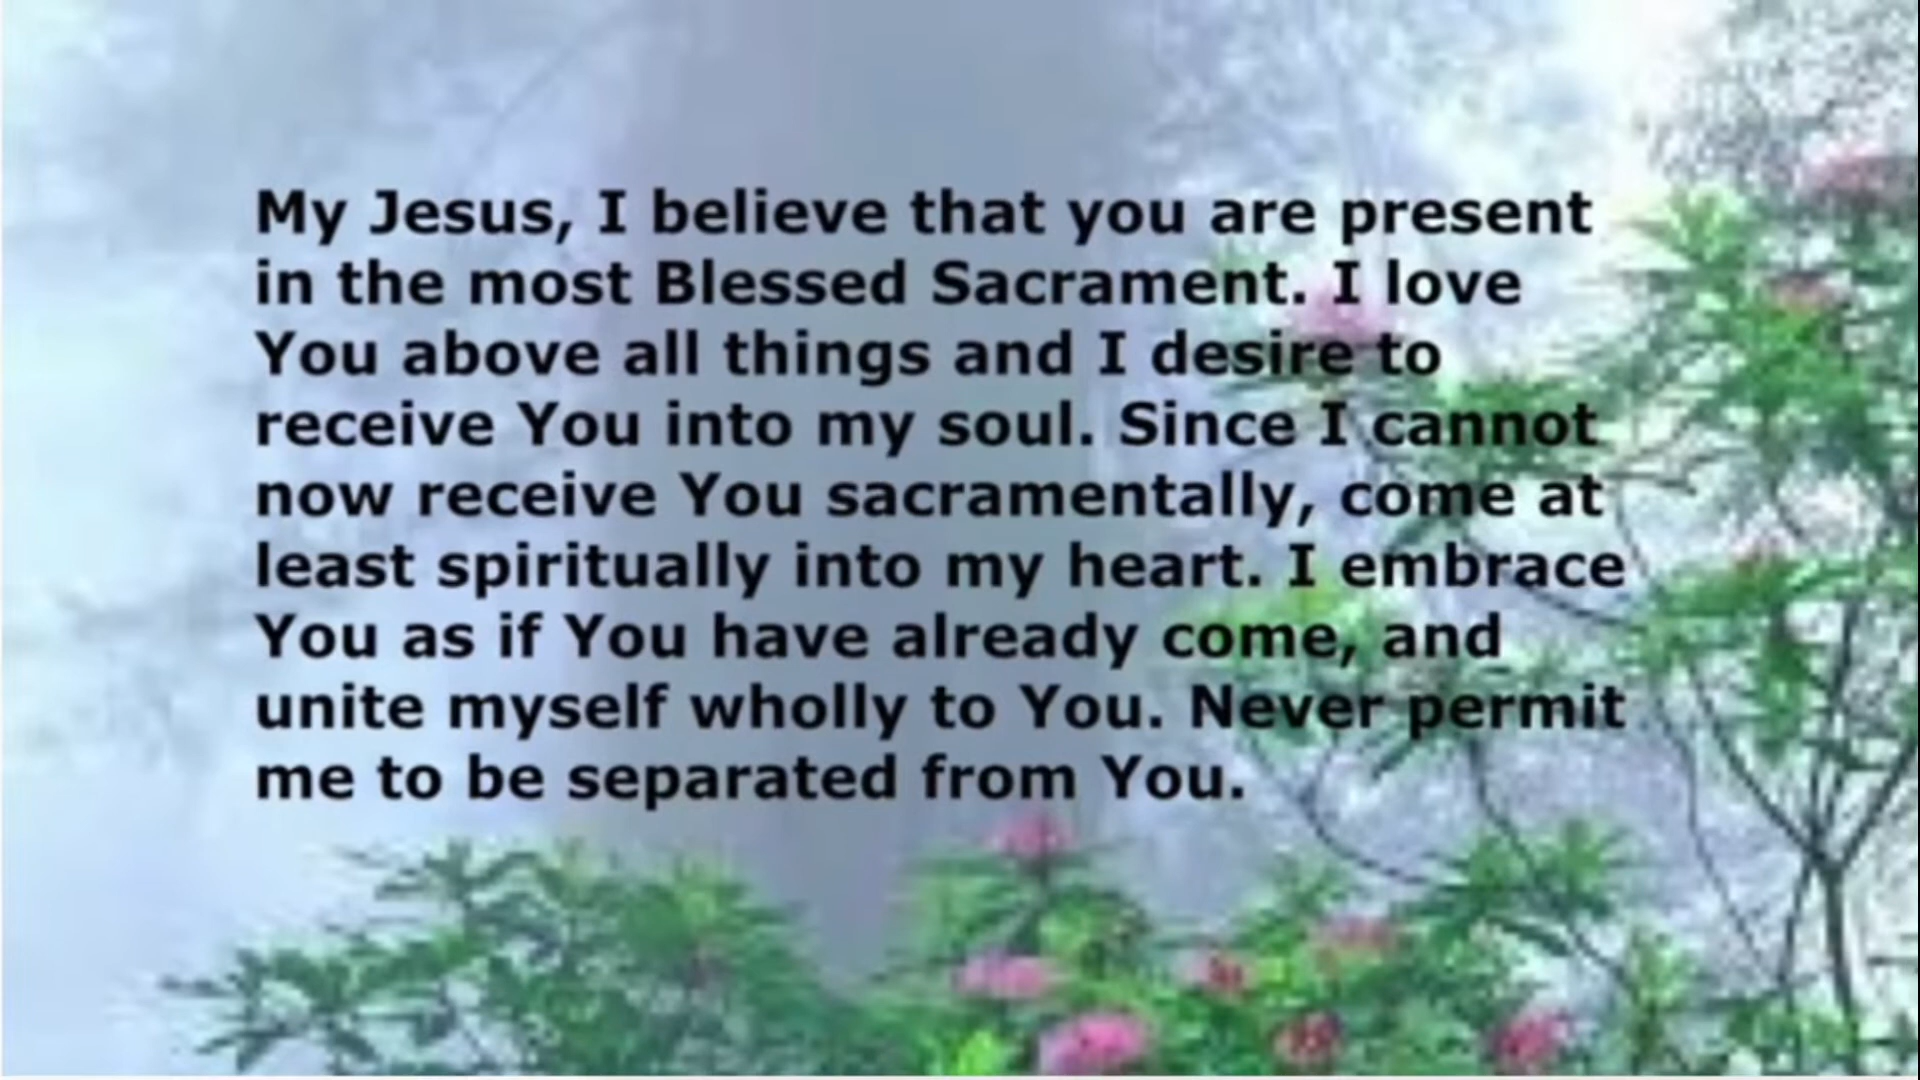 My Jesus, I believe that you are present
in the most Blessed Sacrament. I love
You above all things and I desire to
receive You into my soul. Since I cannot
now receive You sacramentally, come at
least spiritually into my heart. I embrace
You as if You have already come, and
unite myself wholly to You. Never permit
me to be separated from You.